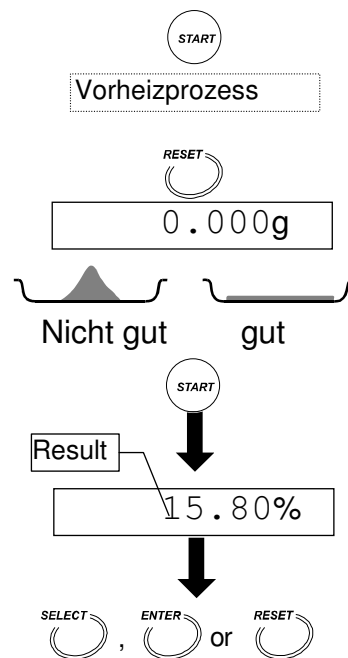 START
Vorheizprozess
RESET
0.000g
Nicht gut gut
START
Result
15.80%
SELECT , ENTER or RESET